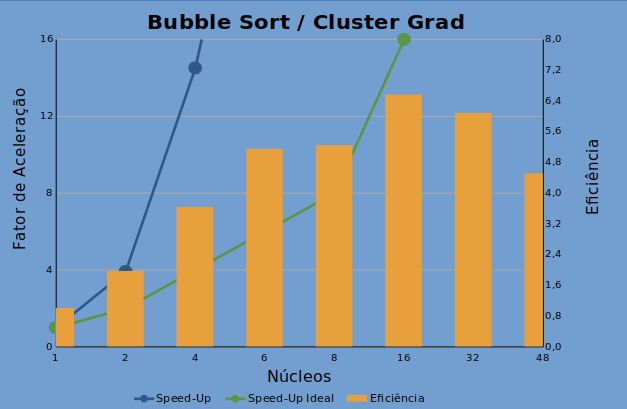 Bubble Sort / Cluster Grad
16
12
8
4
0
Fator de Aceleração
8,0
7,2
6,4
5,6
4,8
4,0
3,2
2,4
1,6
0,8
0,0
Eficiência
1 2 4 6 8 16 32 48
Núcleos
Speed-Up Speed-Up Ideal Eficiência